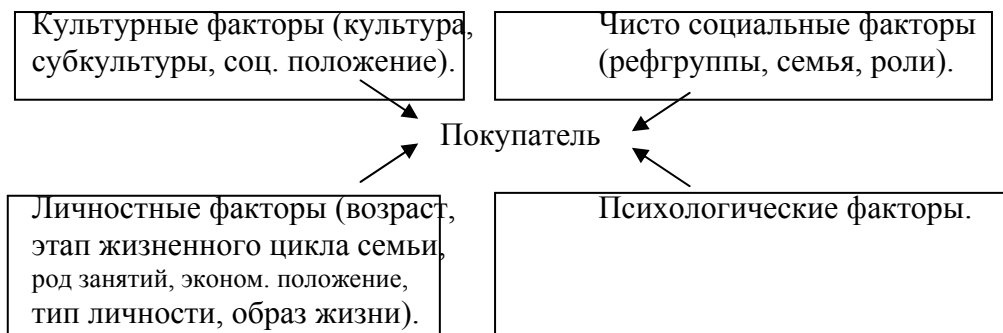 Культурные факторы (культура,
субкультуры, соц. положение).
Чисто социальные факторы
(рефгруппы, семья, роли).
Покупатель
Личностные факторы (возраст,
этап жизненного цикла семьи,
род занятий, эконом. положение,
тип личности, образ жизни).
Психологические факторы.